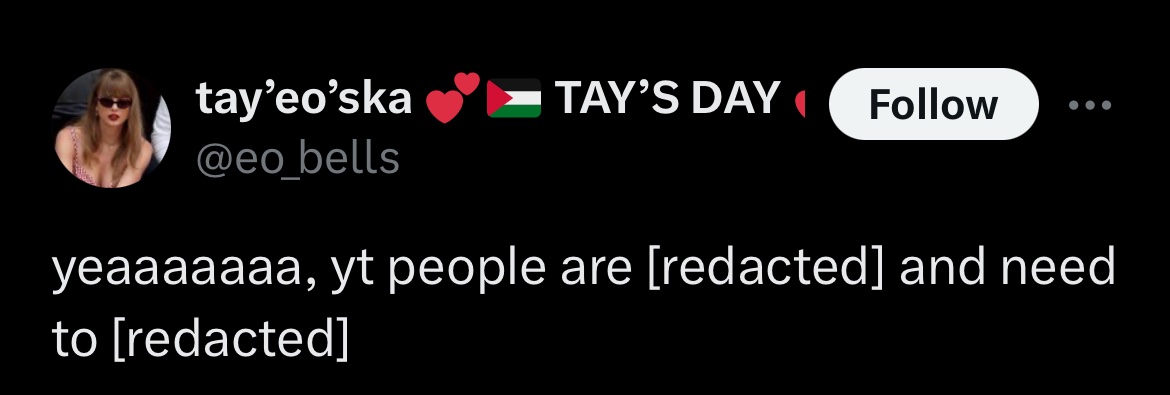 tay’eo’ska 💕🇵🇸 TAY’S DAY
Follow
@eo_bells
yeaaaaaaa, yt people are [redacted] and need
to [redacted]